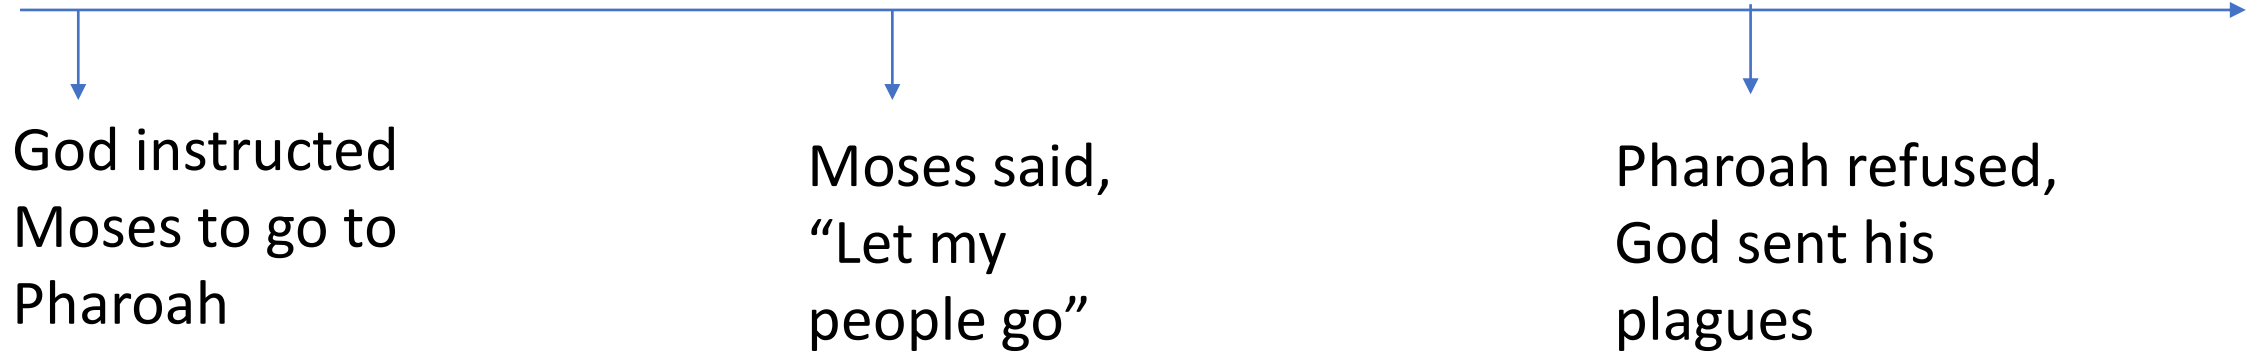 God instructed
Moses to go to
Pharoah
Moses said,
“Let my
people go”
Pharoah refused,
God sent his
plagues